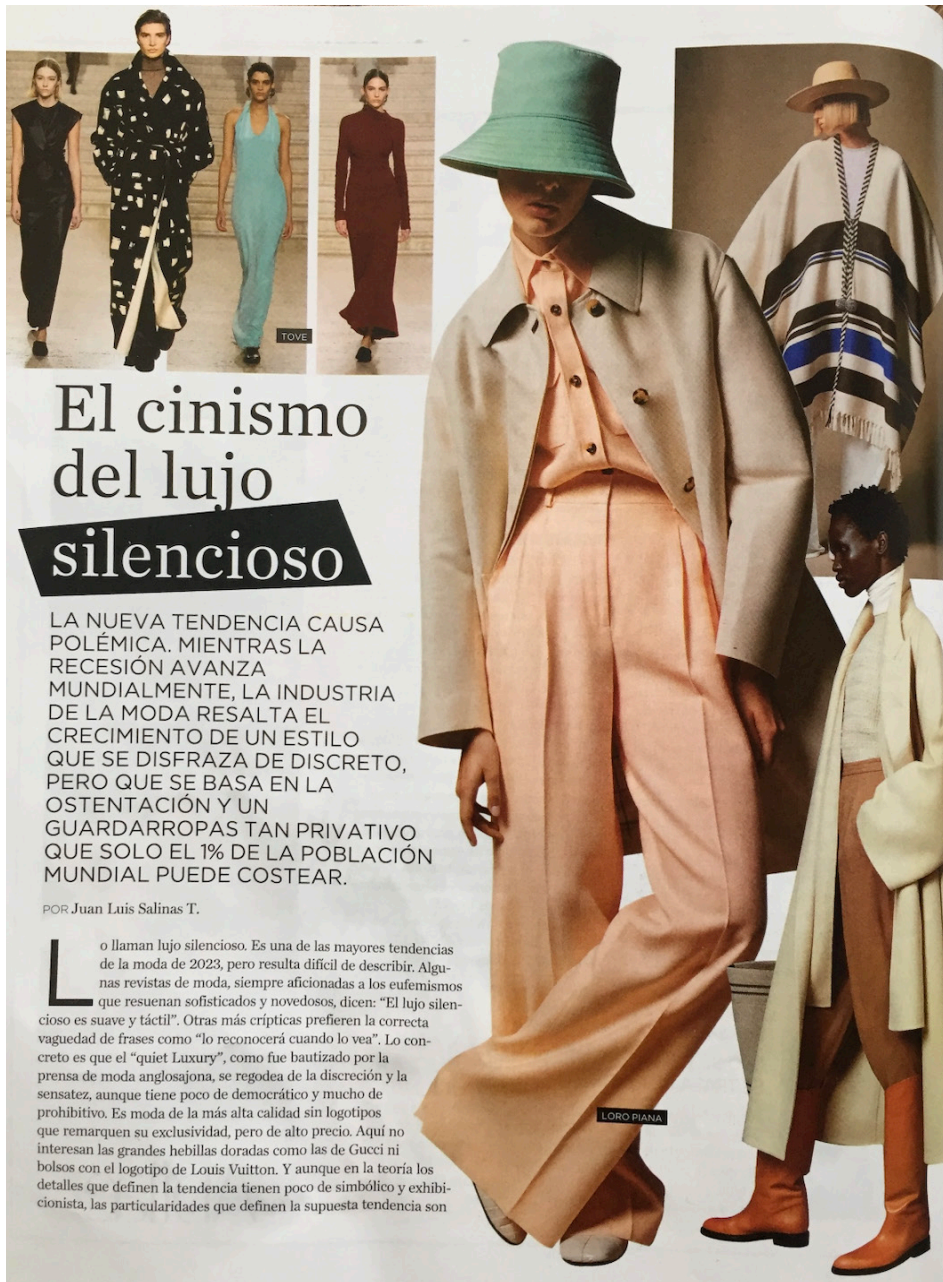 TOVE
El cinismo
del lujo
silencioso
LA NUEVA TENDENCIA CAUSA
POLÉMICA. MIENTRAS LA
RECESIÓN AVANZA
MUNDIALMENTE, LA INDUSTRIA
DE LA MODA RESALTA EL
CRECIMIENTO DE UN ESTILO
QUE SE DISFRAZA DE DISCRETO,
PERO QUE SE BASA EN LA
OSTENTACIÓN Y UN
GUARDARROPAS TAN PRIVATIVO
QUE SOLO EL 1% DE LA POBLACIÓN
MUNDIAL PUEDE COSTEAR.
POR Juan Luis Salinas T.
Lo llaman lujo silencioso. Es una de las mayores tendencias
de la moda de 2023, pero resulta difícil de describir. Algu-
nas revistas de moda, siempre aficionadas a los eufemismos
que resuenan sofisticados y novedosos, dicen: “El lujo silen-
cioso es suave y táctil”. Otras más crípticas prefieren la correcta
vaguedad de frases como “lo reconocerá cuando lo vea”. Lo con-
creto es que el “quiet Luxury”, como fue bautizado por la
prensa de moda anglosajona, se regodea de la discreción y la
sensatez, aunque tiene poco de democrático y mucho de
prohibitivo. Es moda de la más alta calidad sin logotipos
que remarquen su exclusividad, pero de alto precio. Aquí no
interesan las grandes hebillas doradas como las de Gucci ni
bolsos con el logotipo de Louis Vuitton. Y aunque en la teoría los
detalles que definen la tendencia tienen poco de simbólico y exhibi-
cionista, las particularidades que definen la supuesta tendencia son
LORO PIANA